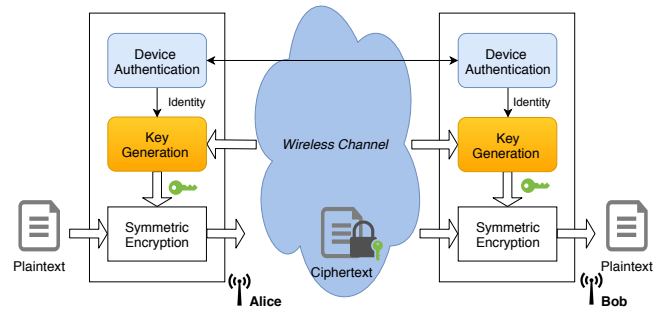 Device
Authentication
Identity
Key
Generation
Symmetric
Encryption
Plaintext
Alice
Wireless Channel
Ciphertext
Device
Authentication
Identity
Key
Generation
Symmetric
Encryption
Plaintext
Bob